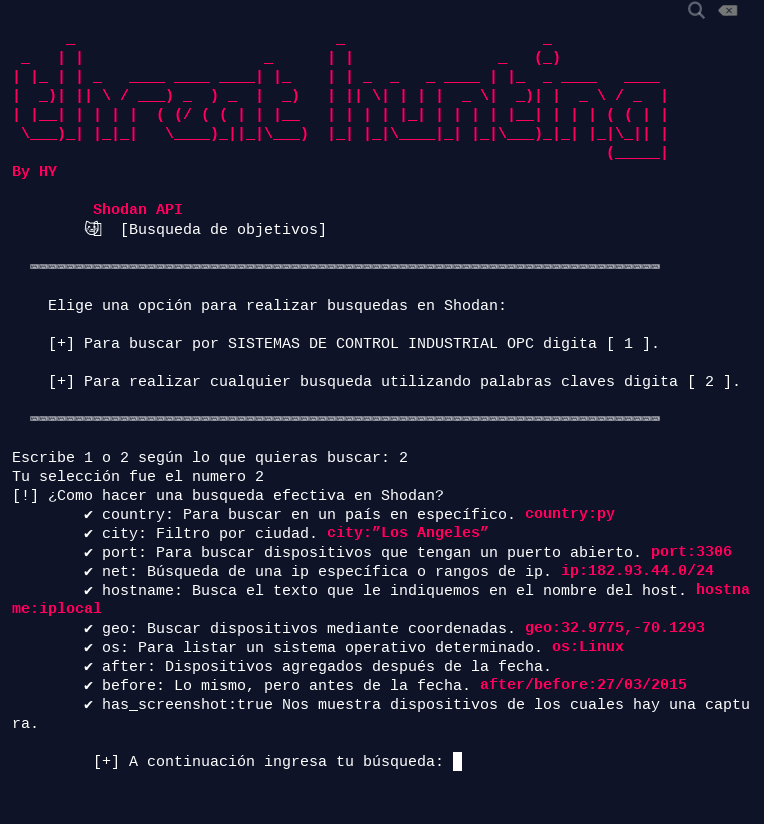 threat hunting
By HY
Shodan API
[Busqueda de objetivos]
Elige una opción para realizar busquedas en Shodan:
[+] Para buscar por SISTEMAS DE CONTROL INDUSTRIAL OPC digita [ 1 ].
[+] Para realizar cualquier busqueda utilizando palabras claves digita [ 2 ].
Escribe 1 o 2 según lo que quieras buscar: 2
Tu selección fue el numero 2
[!] ¿Como hacer una busqueda efectiva en Shodan?
✔ country: Para buscar en un país en específico. country:py
✔ city: Filtro por ciudad. city:”Los Angeles”
✔ port: Para buscar dispositivos que tengan un puerto abierto. port:3306
✔ net: Búsqueda de una ip específica o rangos de ip. ip:182.93.44.0/24
✔ hostname: Busca el texto que le indiquemos en el nombre del host. hostna
me:iplocal
✔ geo: Buscar dispositivos mediante coordenadas. geo:32.9775,-70.1293
✔ os: Para listar un sistema operativo determinado. os:Linux
✔ after: Dispositivos agregados después de la fecha.
✔ before: Lo mismo, pero antes de la fecha. after/before:27/03/2015
✔ has_screenshot:true Nos muestra dispositivos de los cuales hay una captu
ra.
[+] A continuación ingresa tu búsqueda: